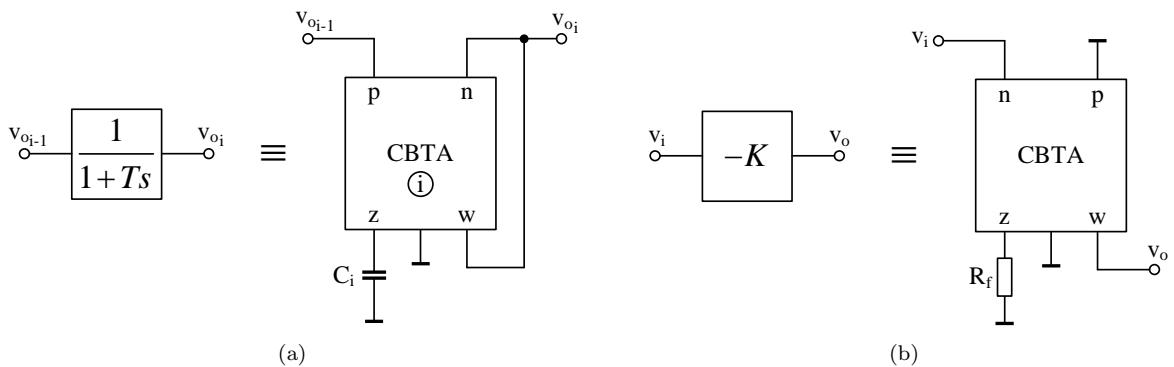 v_{o_{i-1}}
\frac{1}{1+Ts}
v_{o_i}
≡
v_{o_{i-1}}
v_{o_i}
p n
CBTA
i
z w
C_i
(a)
v_i
-K
v_o
≡
v_i
n p
CBTA
z w
R_f
v_o
(b)